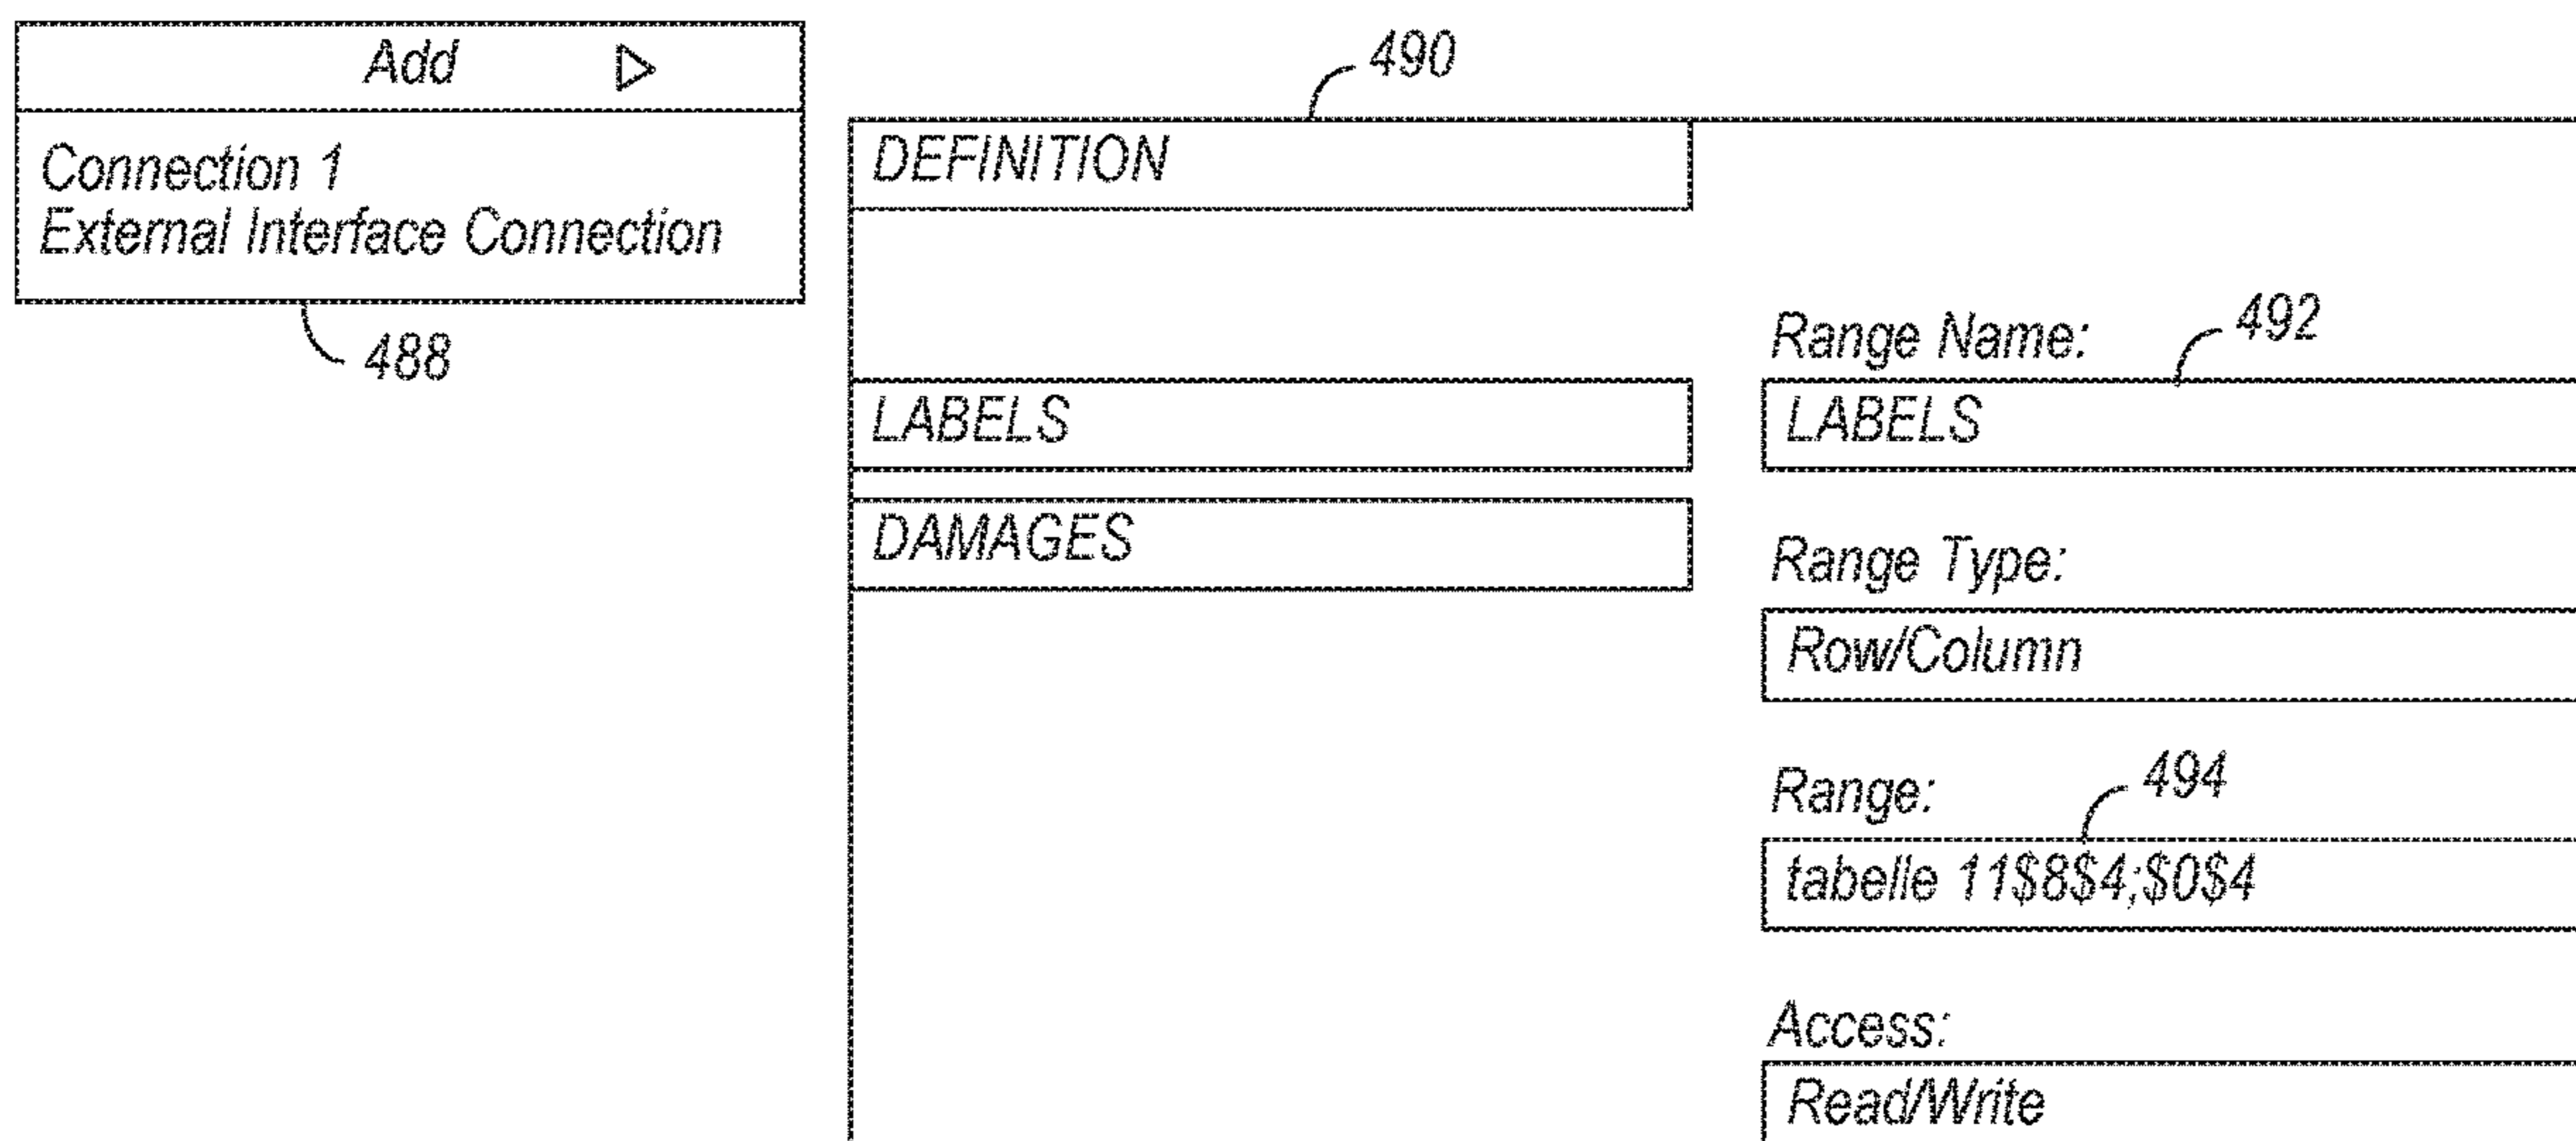 Add
Connection 1
External Interface Connection
488
490
DEFINITION
LABELS
DAMAGES
Range Name:
492
LABELS
Range Type:
Row/Column
Range:
494
tabelle 11$8$4;$0$4
Access:
Read/Write